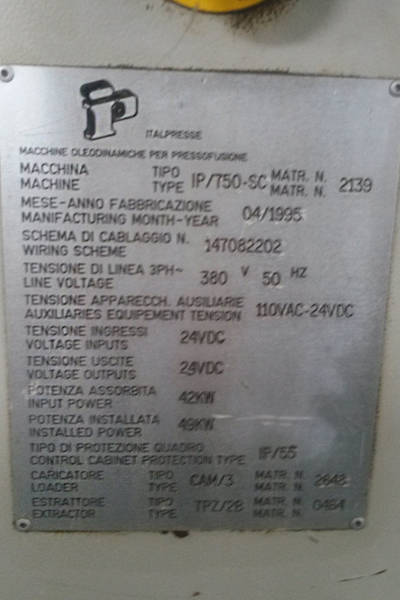 ITALPRESSE
MACCHINE OLEODINAMICHE PER PRESSOFUSIONE
MACCHINA TIPO MATR. N.
MACHINE TYPE IP/750-SC MATR. N. 2139
MESE-ANNO FABBRICAZIONE
MANIFACTURING MONTH-YEAR 04/1995
SCHEMA DI CABLAGGIO N.
WIRING SCHEME 147082202
TENSIONE DI LINEA 3PH~
LINE VOLTAGE 380 V 50 HZ
TENSIONE APPARECCH. AUSILIARIE
AUXILIARIES EQUIPEMENT TENSION 110VAC-24VDC
TENSIONE INGRESSI
VOLTAGE INPUTS 24VDC
TENSIONE USCITE
VOLTAGE OUTPUTS 24VDC
POTENZA ASSORBITA
INPUT POWER 42KW
POTENZA INSTALLATA
INSTALLED POWER 49KW
TIPO DI PROTEZIONE QUADRO
CONTROL CABINET PROTECTION TYPE IP/55
CARICATORE TIPO MATR. N.
LOADER TYPE CAM/3 MATR. N. 2648
ESTRATTORE TIPO MATR. N.
EXTRACTOR TYPE TPZ/2B MATR. N. 0464